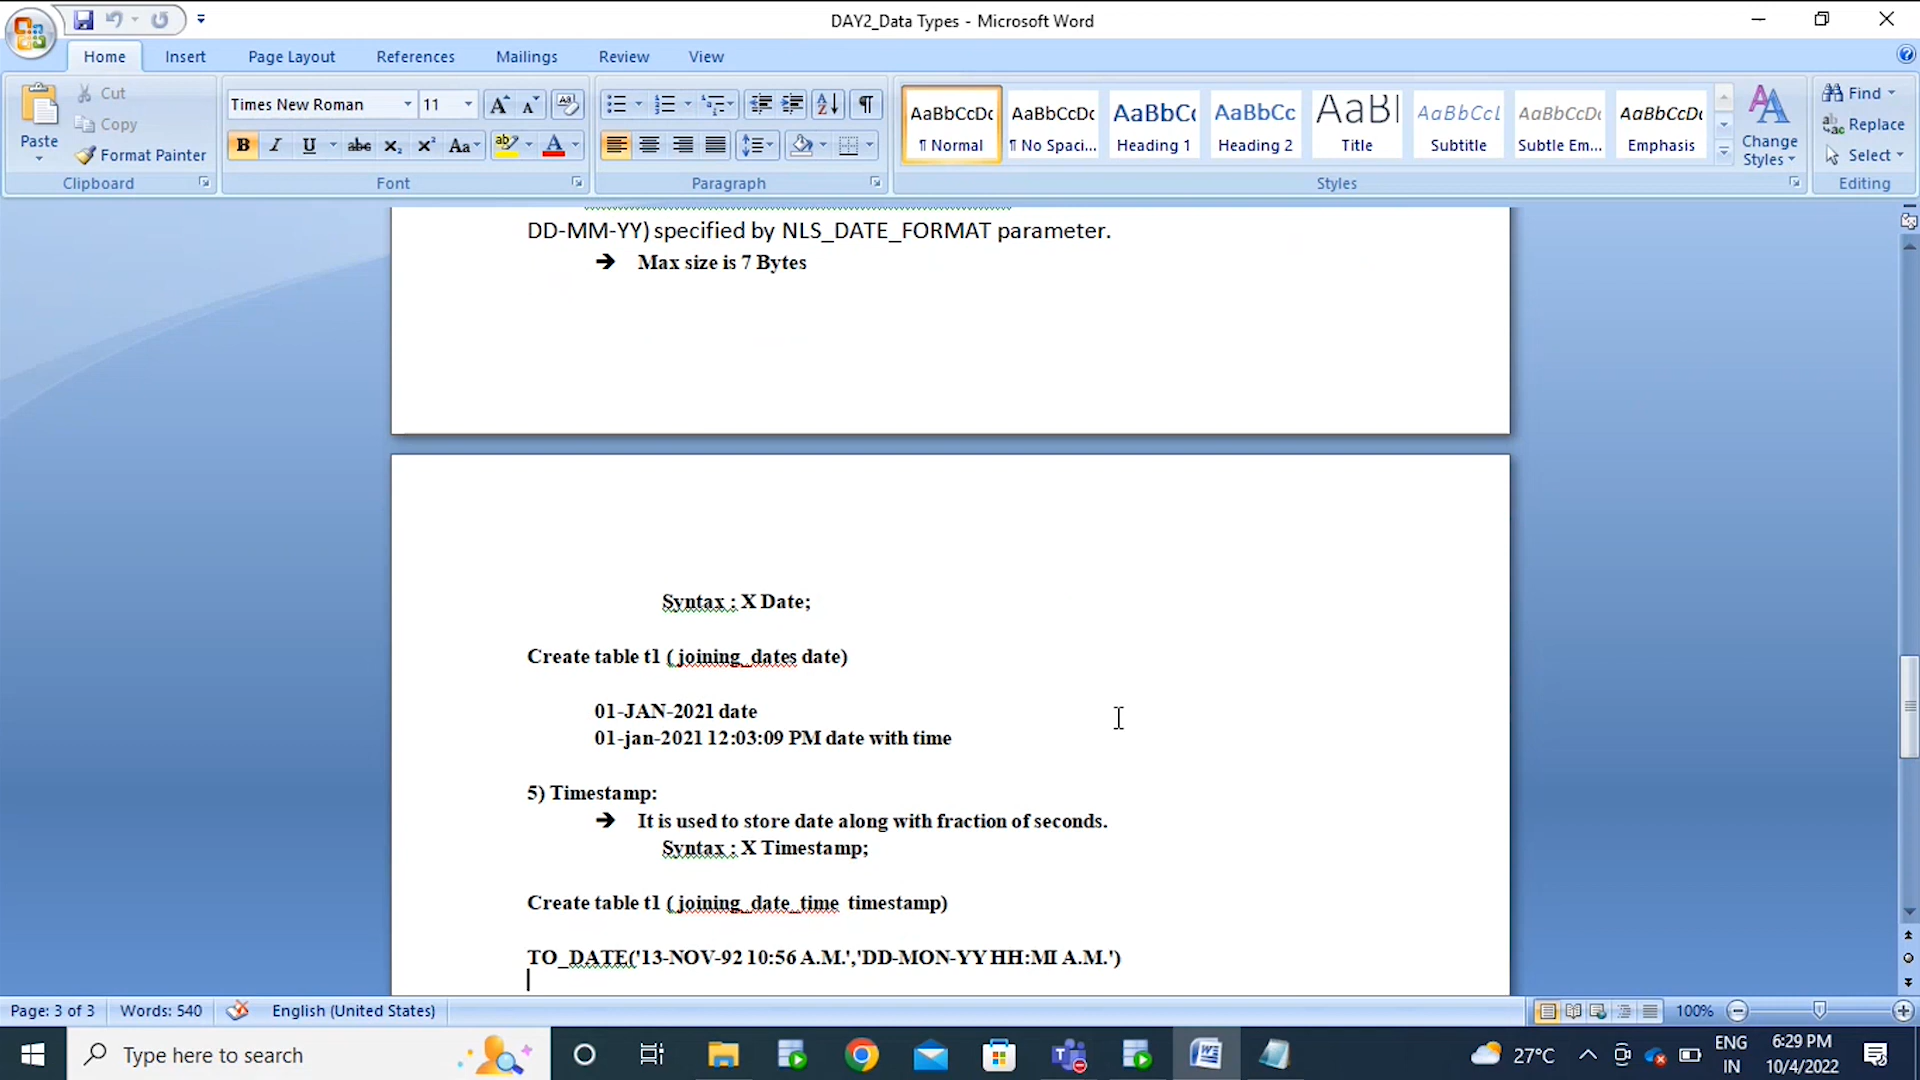 DAY2_Data Types - Microsoft Word
Home Insert Page Layout References Mailings Review View
Paste
Cut
Copy
Format Painter
Clipboard
Times New Roman 11
Font
Paragraph
AaBbCcDc AaBbCcDc AaBbCc AaBbCc AaBl AaBbCcL AaBbCcDc AaBbCcDc
¶ Normal ¶ No Spaci... Heading 1 Heading 2 Title Subtitle Subtle Em... Emphasis
Change Styles
Styles
Find
Replace
Select
Editing
DD-MM-YY) specified by NLS_DATE_FORMAT parameter.
➔ Max size is 7 Bytes
Syntax : X Date;
Create table t1 ( joining_dates date)
01-JAN-2021 date
01-jan-2021 12:03:09 PM date with time
5) Timestamp:
➔ It is used to store date along with fraction of seconds.
Syntax : X Timestamp;
Create table t1 ( joining_date_time timestamp)
TO_DATE('13-NOV-92 10:56 A.M.','DD-MON-YY HH:MI A.M.')
Page: 3 of 3 Words: 540 English (United States) 100%
Type here to search
27°C
ENG
IN
6:29 PM
10/4/2022